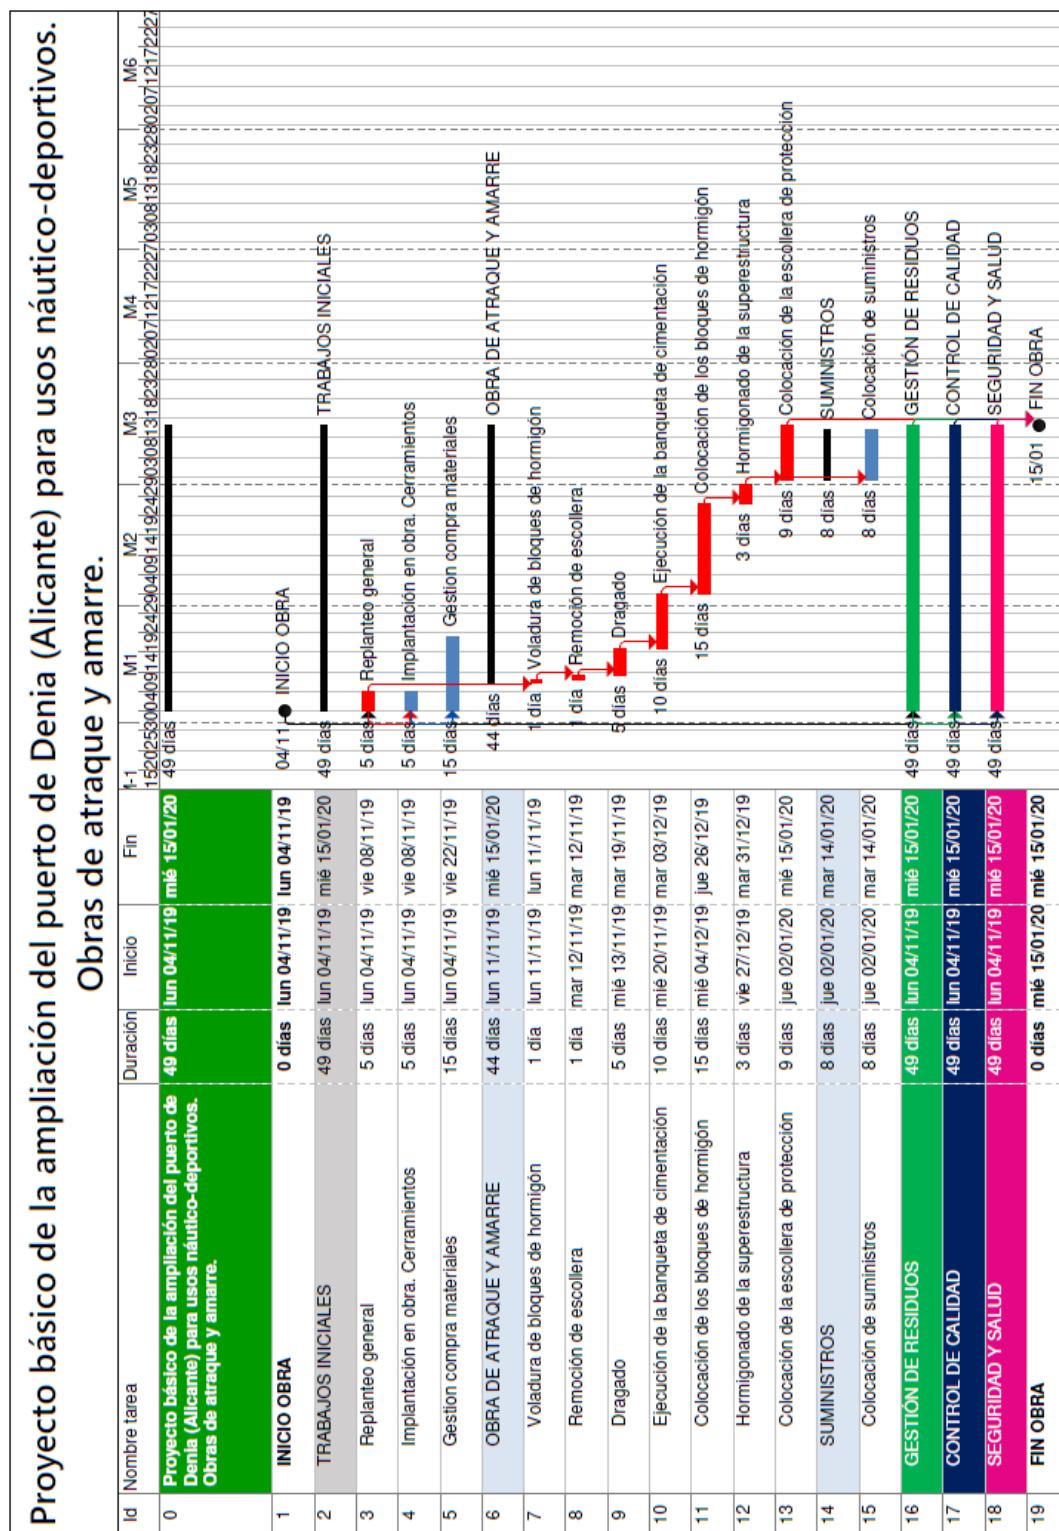 Proyecto básico de la ampliación del puerto de Denia (Alicante) para usos náutico-deportivos.
Obras de atraque y amarre.
Id Nombre tarea Duración Inicio Fin M1 M2 M3 M4 M5 M6
0 Proyecto básico de la ampliación del puerto de Denia (Alicante) para usos náutico-deportivos. Obras de atraque y amarre. 49 días lun 04/11/19 mié 15/01/20 49 días
1 INICIO OBRA 0 días lun 04/11/19 lun 04/11/19 04/11 INICIO OBRA
2 TRABAJOS INICIALES 49 días lun 04/11/19 mié 15/01/20 49 días TRABAJOS INICIALES
3 Replanteo general 5 días lun 04/11/19 vie 08/11/19 5 días Replanteo general
4 Implantación en obra. Cerramientos 5 días lun 04/11/19 vie 08/11/19 5 días Implantación en obra. Cerramientos
5 Gestion compra materiales 15 días lun 04/11/19 vie 22/11/19 15 días Gestion compra materiales
6 OBRA DE ATRAQUE Y AMARRE 44 días lun 11/11/19 mié 15/01/20 44 días OBRA DE ATRAQUE Y AMARRE
7 Voladura de bloques de hormigón 1 día lun 11/11/19 lun 11/11/19 1 día Voladura de bloques de hormigón
8 Remoción de escollera 1 día mar 12/11/19 mar 12/11/19 1 día Remoción de escollera
9 Dragado 5 días mié 13/11/19 mar 19/11/19 5 días Dragado
10 Ejecución de la banqueta de cimentación 10 días mié 20/11/19 mar 03/12/19 10 días Ejecución de la banqueta de cimentación
11 Colocación de los bloques de hormigón 15 días mié 04/12/19 jue 26/12/19 15 días Colocación de los bloques de hormigón
12 Hormigonado de la superestructura 3 días vie 27/12/19 mar 31/12/19 3 días Hormigonado de la superestructura
13 Colocación de la escollera de protección 9 días jue 02/01/20 mié 15/01/20 9 días Colocación de la escollera de protección
14 SUMINISTROS 8 días jue 02/01/20 mar 14/01/20 8 días SUMINISTROS
15 Colocación de suministros 8 días jue 02/01/20 mar 14/01/20 8 días Colocación de suministros
16 GESTIÓN DE RESIDUOS 49 días lun 04/11/19 mié 15/01/20 49 días GESTIÓN DE RESIDUOS
17 CONTROL DE CALIDAD 49 días lun 04/11/19 mié 15/01/20 49 días CONTROL DE CALIDAD
18 SEGURIDAD Y SALUD 49 días lun 04/11/19 mié 15/01/20 49 días SEGURIDAD Y SALUD
19 FIN OBRA 0 días mié 15/01/20 mié 15/01/20 15/01 FIN OBRA